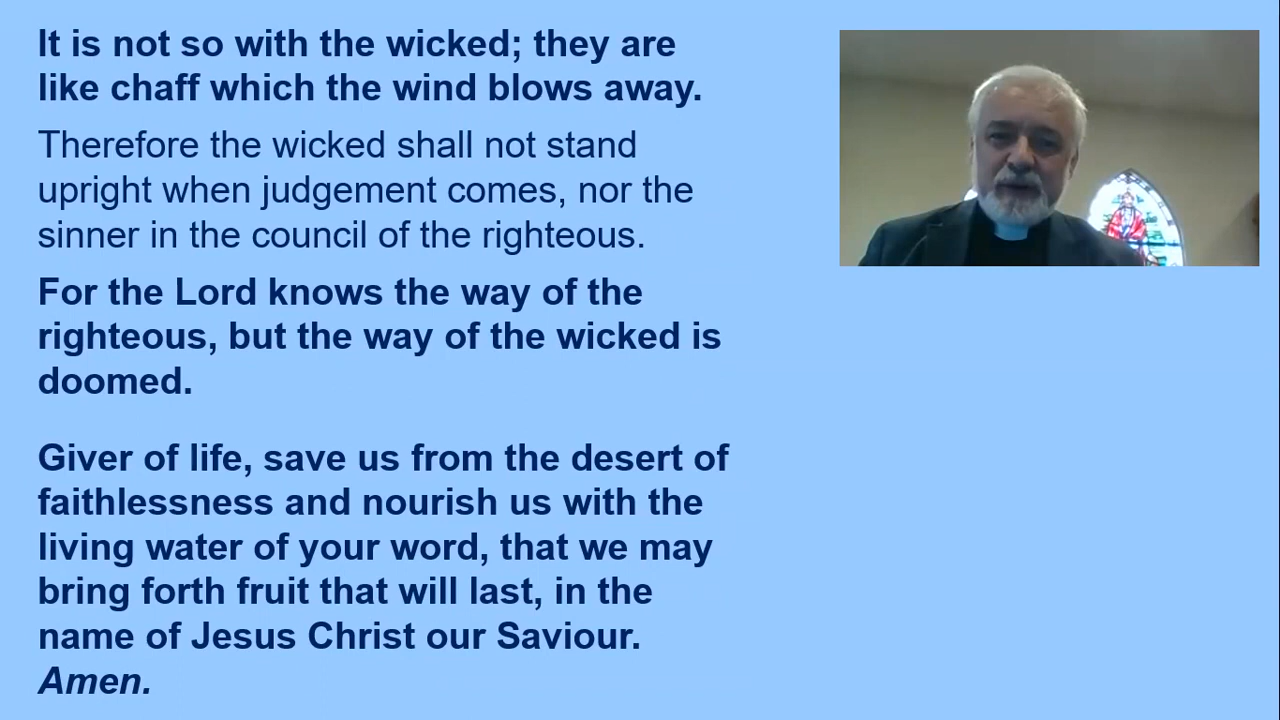 It is not so with the wicked; they are
like chaff which the wind blows away.
Therefore the wicked shall not stand
upright when judgement comes, nor the
sinner in the council of the righteous.
For the Lord knows the way of the
righteous, but the way of the wicked is
doomed.
Giver of life, save us from the desert of
faithlessness and nourish us with the
living water of your word, that we may
bring forth fruit that will last, in the
name of Jesus Christ our Saviour.
Amen.